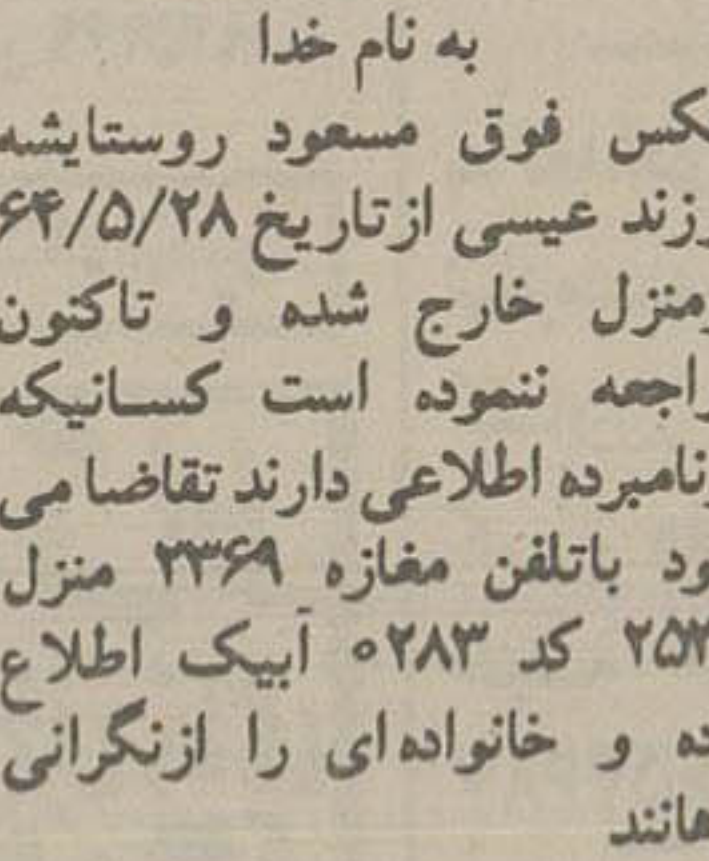 به نام خدا
کس فوق مسعود روستایشه
رزند عیسی ازتاریخ ۶۴/۵/۲۸
منزل خارج شده و تاکنون
راجعه ننموده است کسانیکه
نامبرده اطلاعی دارند تقاضا می
ود باتلفن مغازه ۲۳۶۹ منزل
کد ۰۲۸۳ آبیک اطلاع
ده و خانواده‌ای را ازنگرانی
هانند